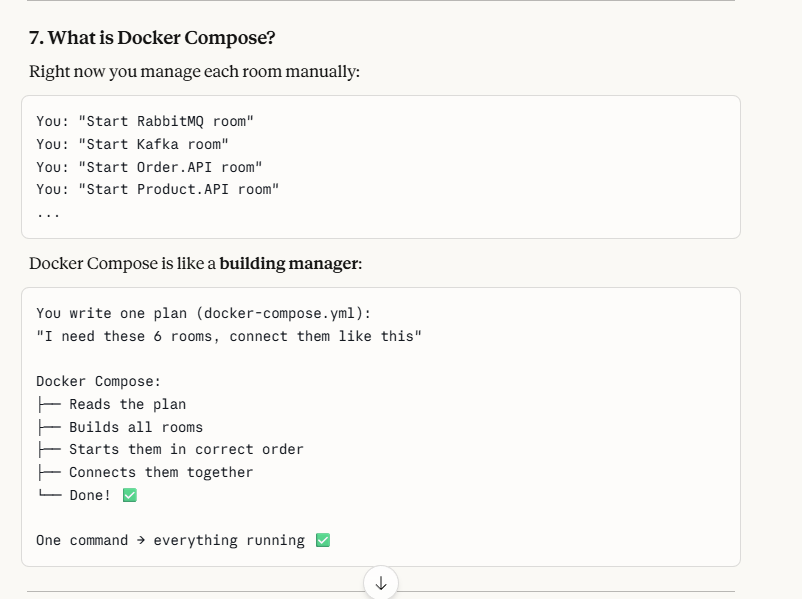 7. What is Docker Compose?
Right now you manage each room manually:
You: "Start RabbitMQ room"
You: "Start Kafka room"
You: "Start Order.API room"
You: "Start Product.API room"
...
Docker Compose is like a building manager:
You write one plan (docker-compose.yml):
"I need these 6 rooms, connect them like this"
Docker Compose:
├── Reads the plan
├── Builds all rooms
├── Starts them in correct order
├── Connects them together
└── Done! ✅
One command → everything running ✅